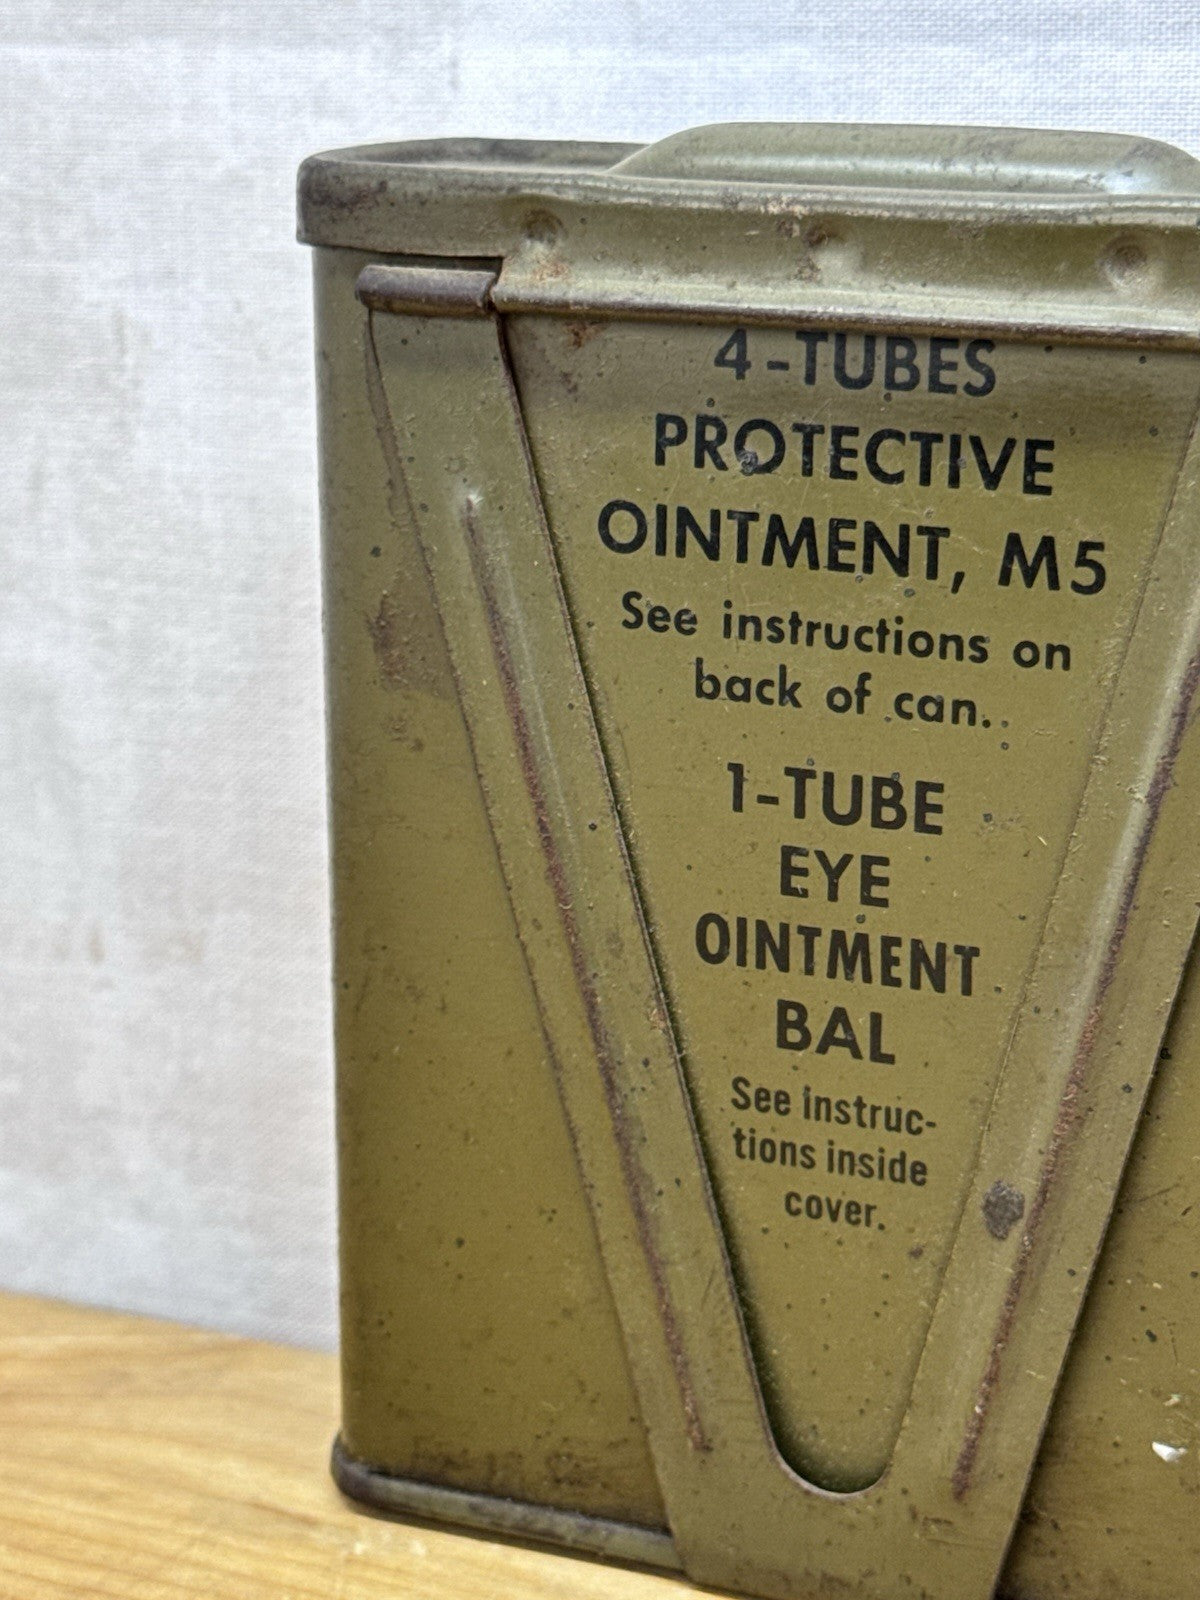 4-TUBES
PROTECTIVE
OINTMENT, M5
See instructions on
back of can.
1-TUBE
EYE
OINTMENT
BAL
See instruc-
tions inside
cover.